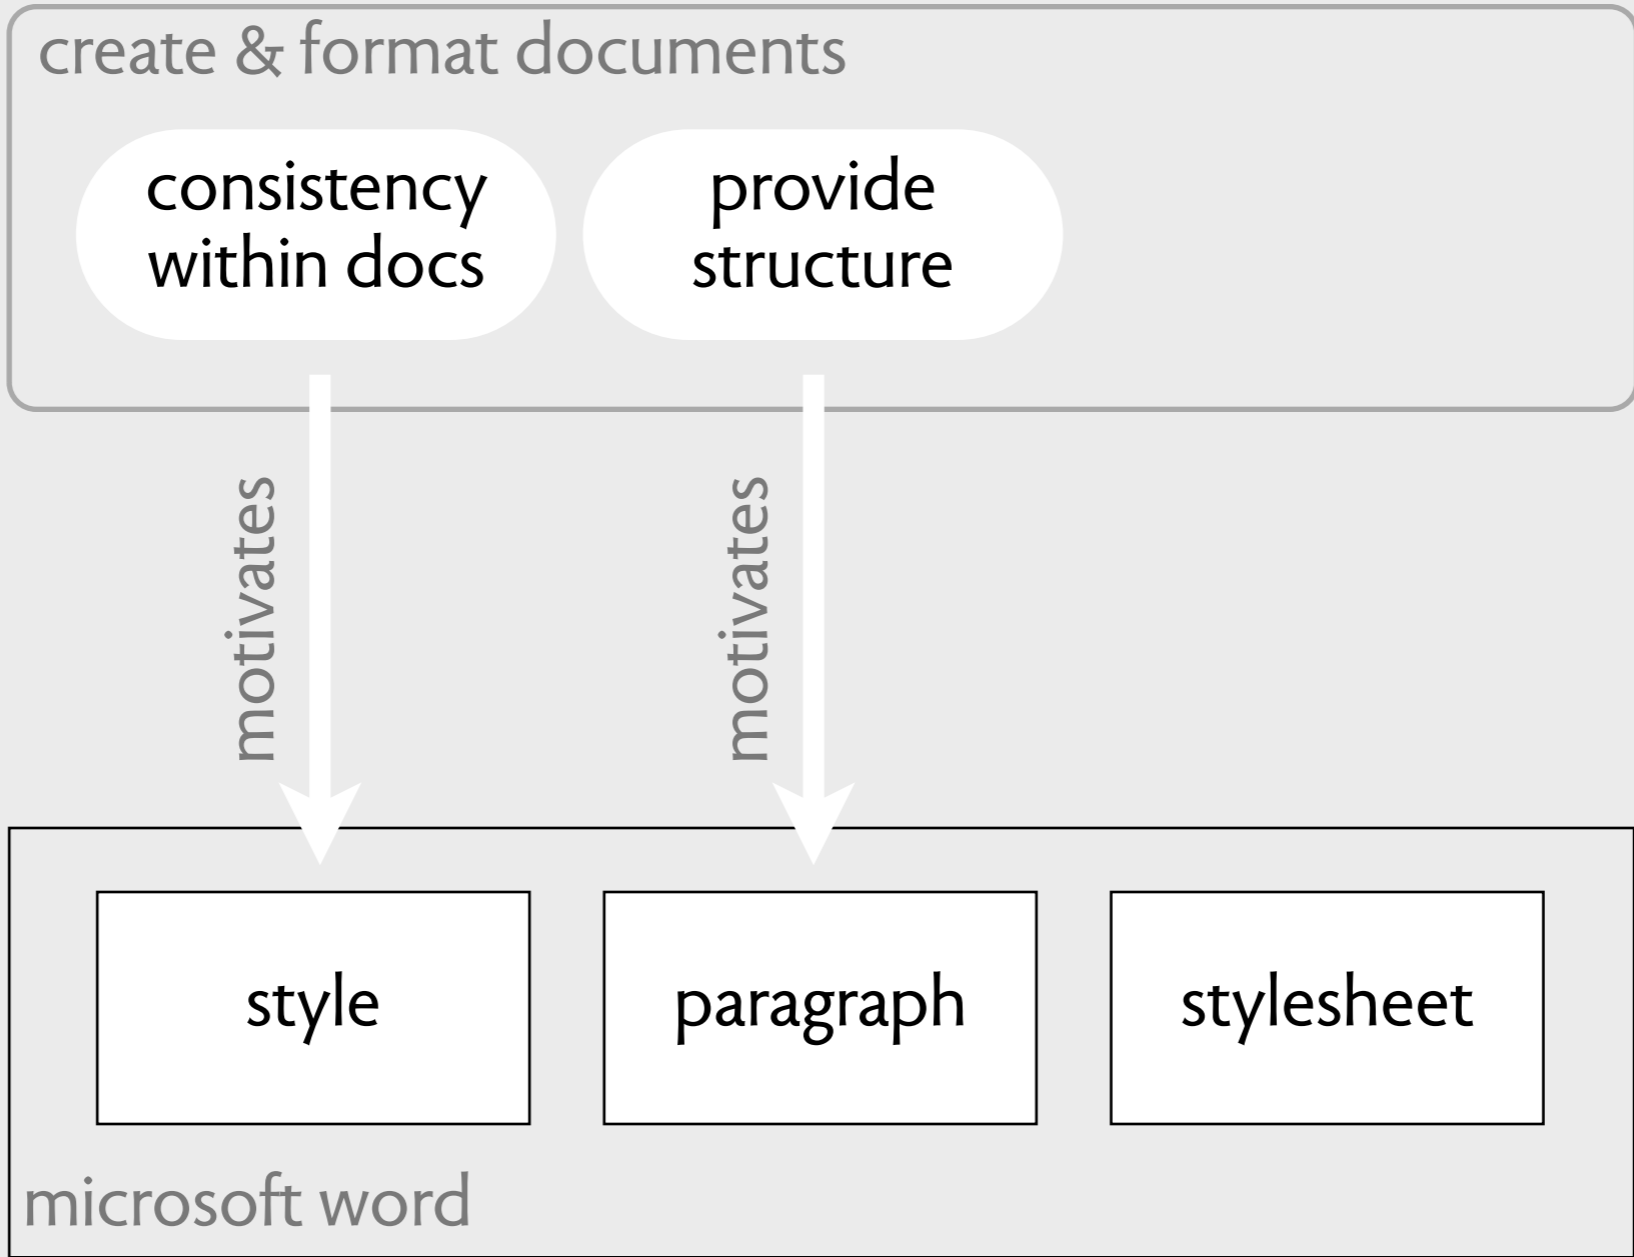 create & format documents
consistency
within docs
provide
structure
motivates
motivates
style
paragraph
stylesheet
microsoft word